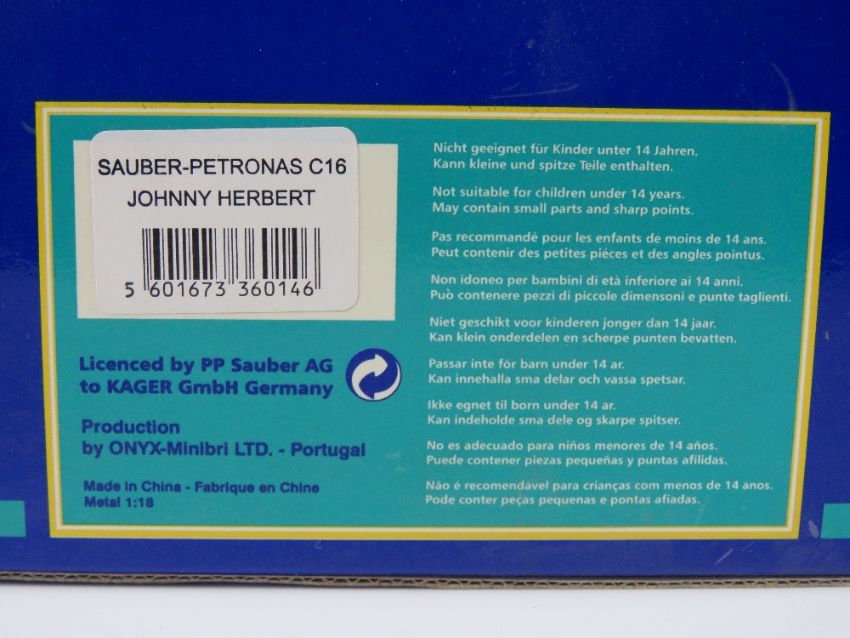 SAUBER-PETRONAS C16
JOHNNY HERBERT
5 601673 360146
Licenced by PP Sauber AG
to KAGER GmbH Germany
Production
by ONYX-Minibri LTD. - Portugal
Made in China - Fabrique en Chine
Metal 1:18
Nicht geeignet für Kinder unter 14 Jahren.
Kann kleine und spitze Teile enthalten.
Not suitable for children under 14 years.
May contain small parts and sharp points.
Pas recommandé pour les enfants de moins de 14 ans.
Peut contenir des petites pièces et des angles pointus.
Non idoneo per bambini di età inferiore ai 14 anni.
Può contenere pezzi di piccole dimensoni e punte taglienti.
Niet geschikt voor kinderen jonger dan 14 jaar.
Kan klein onderdelen en scherpe punten bevatten.
Passar inte för barn under 14 ar.
Kan innehalla sma delar och vassa spetsar.
Ikke egnet til born under 14 ar.
Kan indeholde sma dele og skarpe spitser.
No es adecuado para niños menores de 14 años.
Puede contener piezas pequeñas y puntas afilidas.
Não é recomendável para crianças com menos de 14 anos.
Pode conter peças pequenas e pontas afiadas.